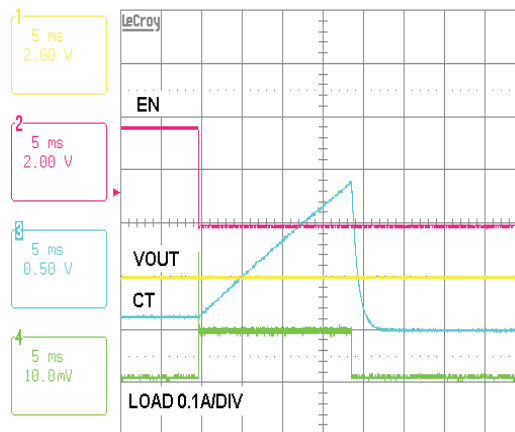 1
5 ms
2.00 V
2
5 ms
2.00 V
3
5 ms
0.50 V
4
5 ms
10.0mV
LeCroy
EN
VOUT
CT
LOAD 0.1A/DIV